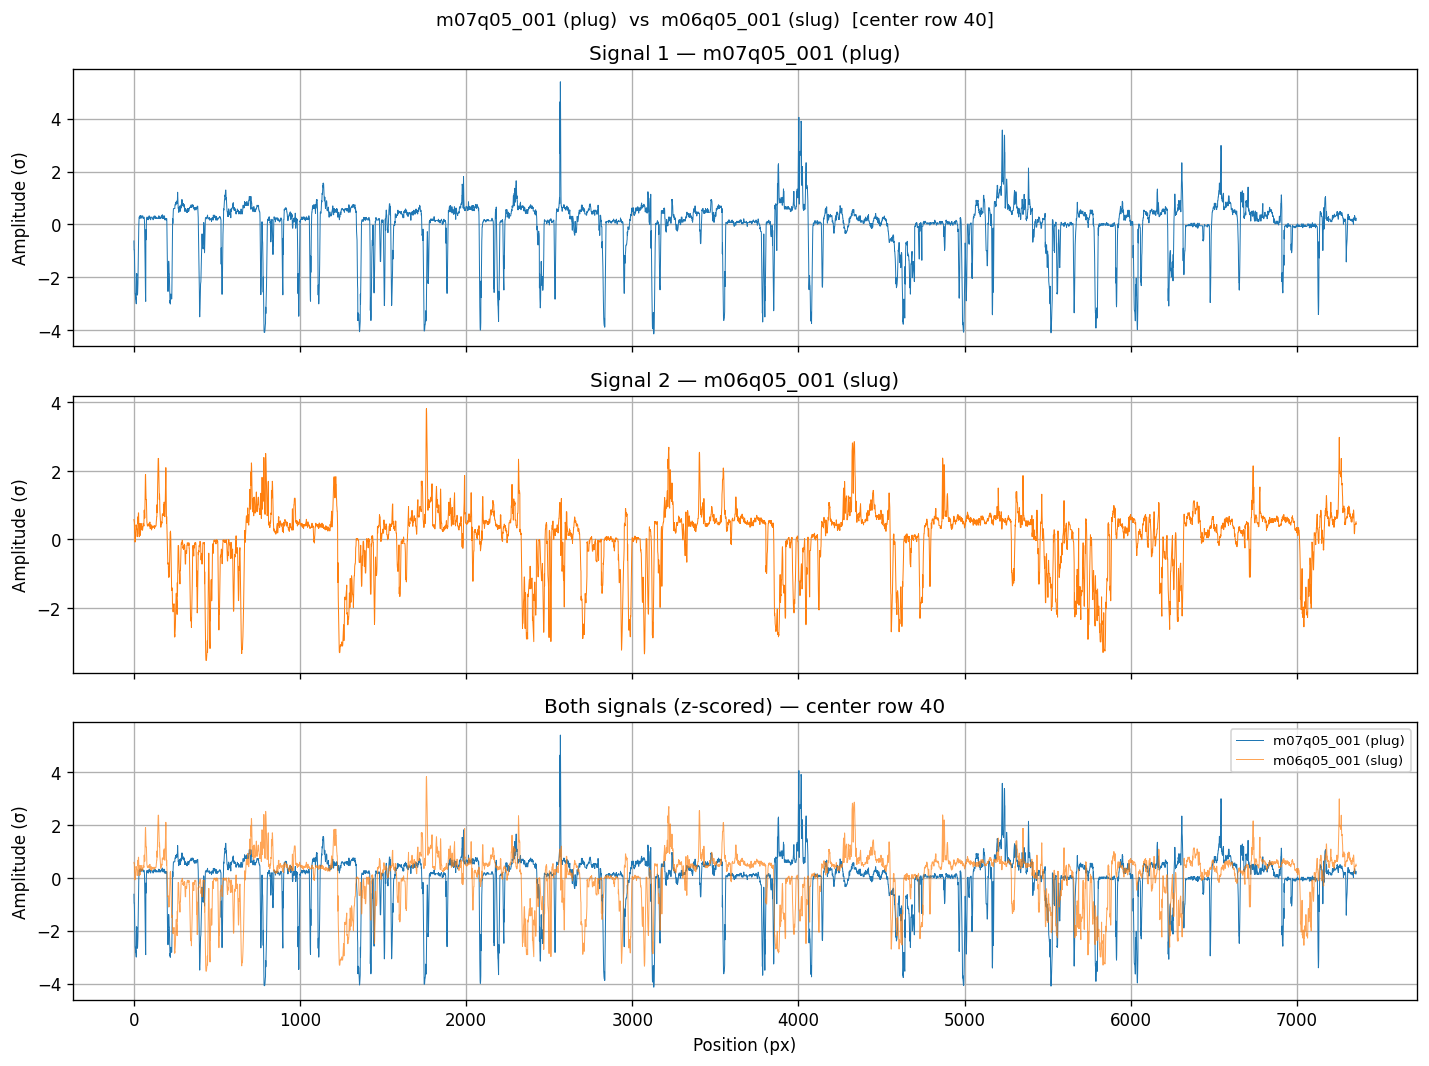 m07q05_001 (plug)  vs  m06q05_001 (slug)  [center row 40]
Signal 1 — m07q05_001 (plug)
Amplitude (σ)
4
2
0
−2
−4
Signal 2 — m06q05_001 (slug)
Amplitude (σ)
4
2
0
−2
Both signals (z-scored) — center row 40
Amplitude (σ)
4
2
0
−2
−4
m07q05_001 (plug)
m06q05_001 (slug)
0 1000 2000 3000 4000 5000 6000 7000
Position (px)